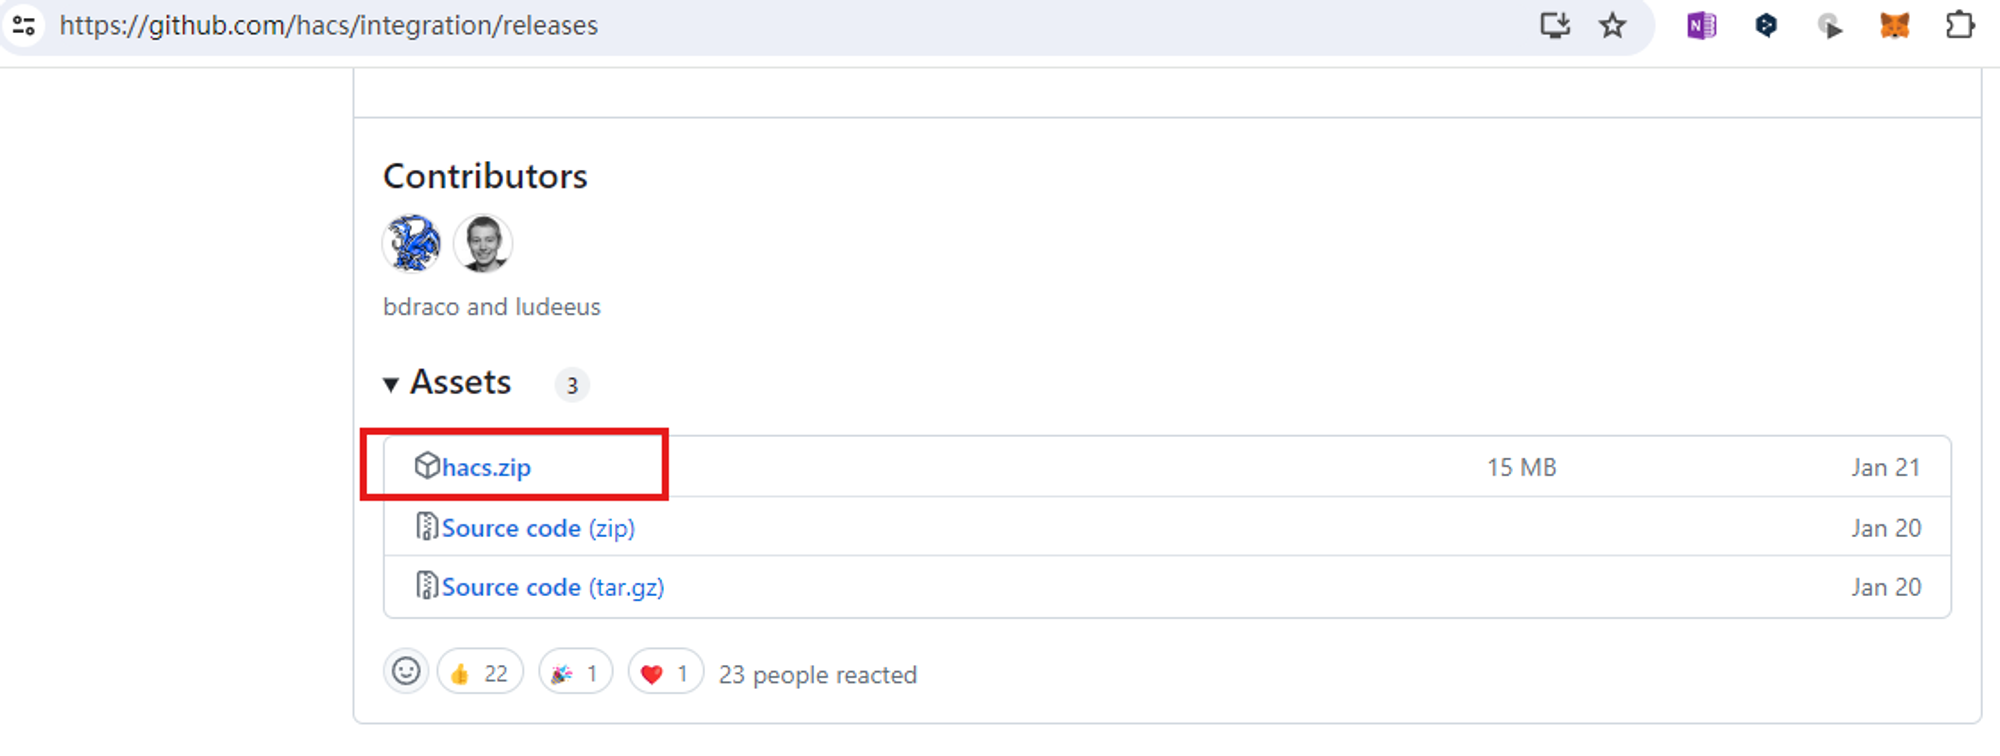 https://github.com/hacs/integration/releases
Contributors
bdraco and ludeeus
Assets 3
hacs.zip 15 MB Jan 21
Source code (zip) Jan 20
Source code (tar.gz) Jan 20
22 1 1 23 people reacted